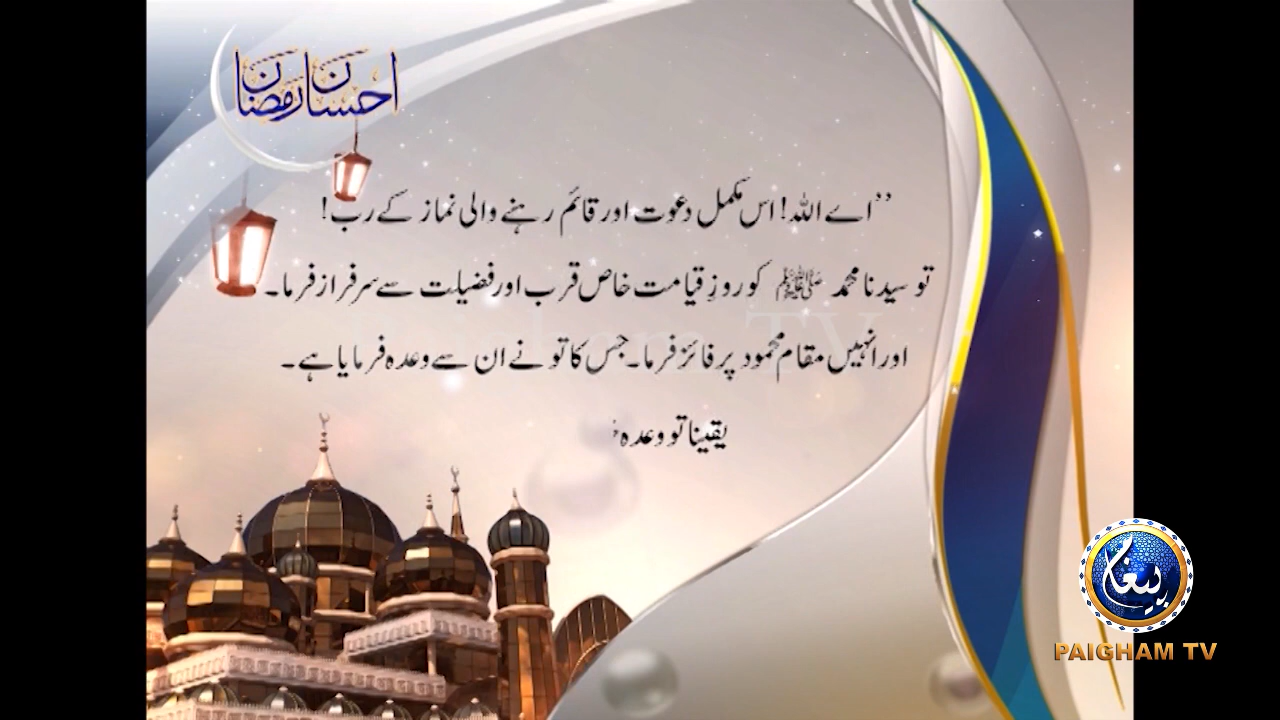 احسان رمضان
’’اے اللہ! اس مکمل دعوت اور قائم رہنے والی نماز کے رب!
تو سیدنا محمد ﷺ کو روزِ قیامت خاص قرب اور فضیلت سے سرفراز فرما۔
اور انہیں مقام محمود پر فائز فرما۔ جس کا تو نے ان سے وعدہ فرمایا ہے۔
یقینا تو وعدہ
پیغام
PAIGHAM TV